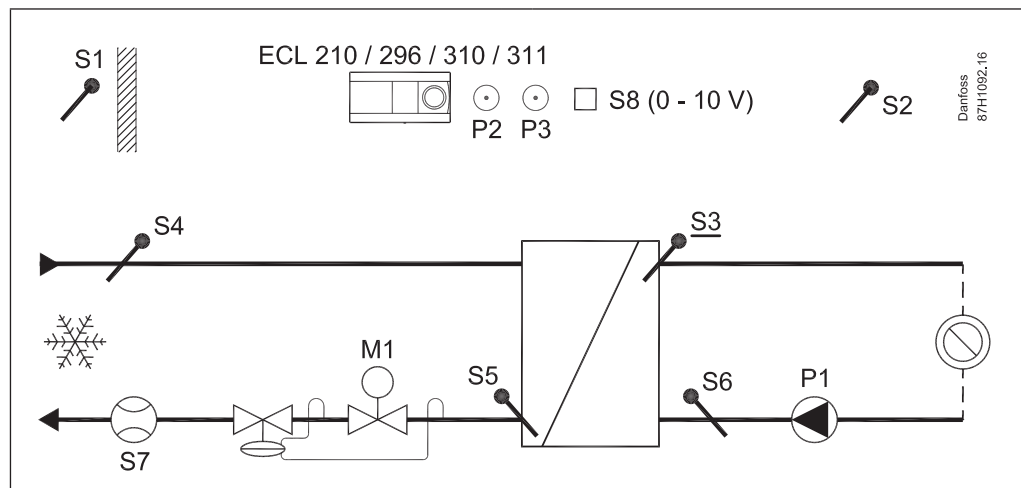 S1
ECL 210 / 296 / 310 / 311
P2
P3
S8 (0 - 10 V)
S2
Danfoss
87H1092.16
S4
S3
M1
S5
S6
P1
S7